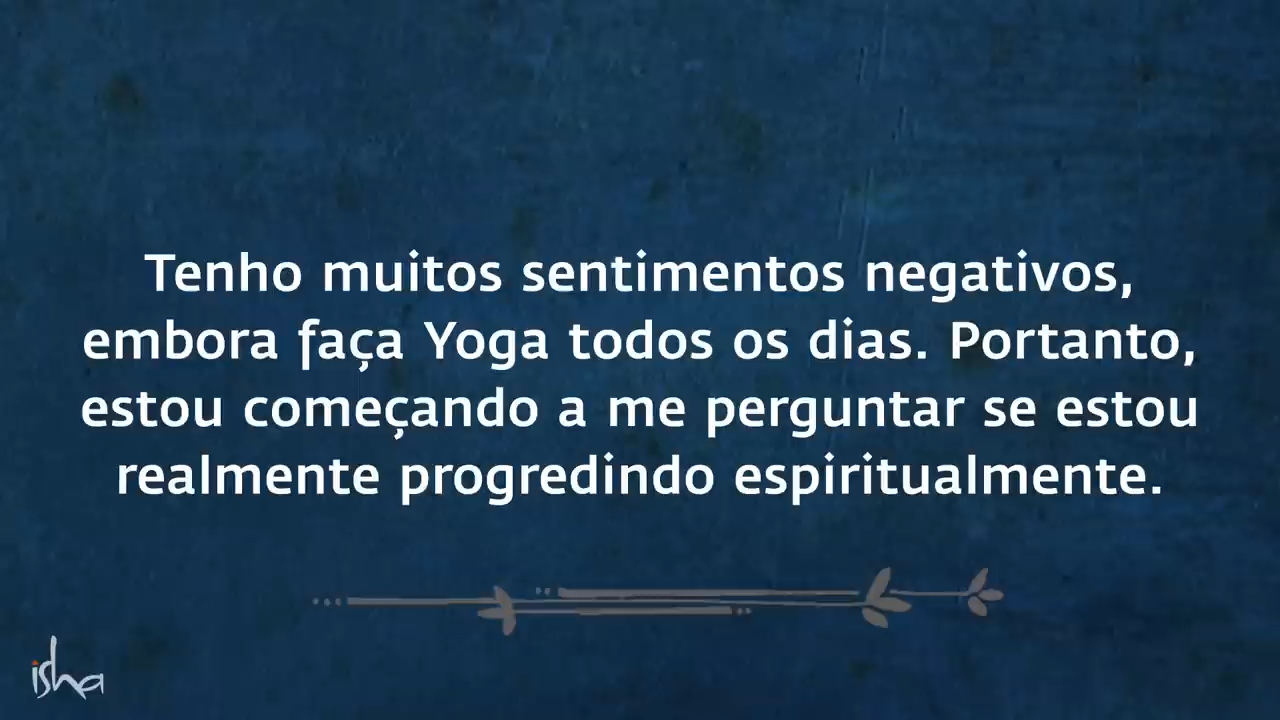 Tenho muitos sentimentos negativos,
embora faça Yoga todos os dias. Portanto,
estou começando a me perguntar se estou
realmente progredindo espiritualmente.
isha